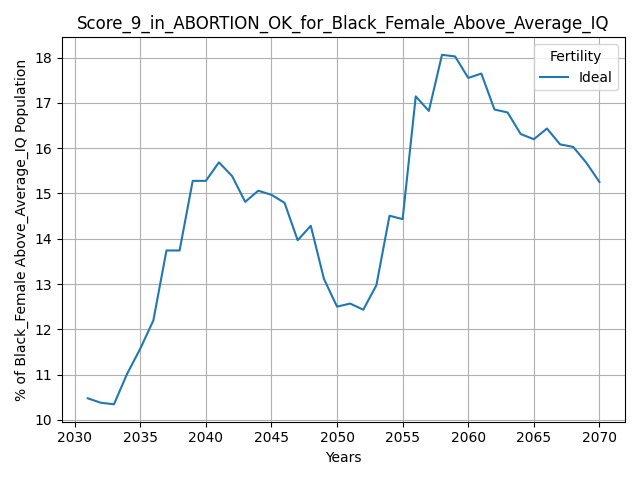 Score_9_in_ABORTION_OK_for_Black_Female_Above_Average_IQ
Fertility
Ideal
% of Black_Female Above_Average_IQ Population
18
17
16
15
14
13
12
11
10
2030 2035 2040 2045 2050 2055 2060 2065 2070
Years